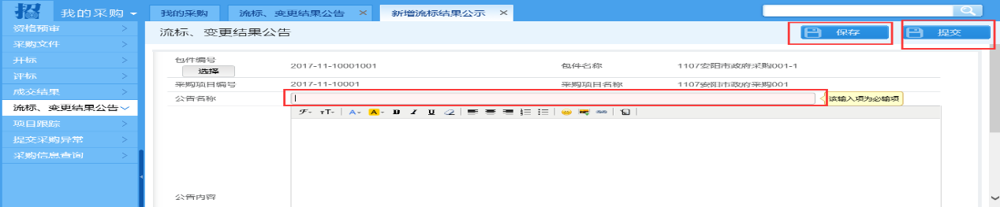 招 我的采购
我的采购 流标、变更结果公告 × 新增流标结果公示 ×
资格预审 >
采购文件 >
开标 >
评标 >
成交结果 >
流标、变更结果公告
项目跟踪 >
提交采购异常 >
采购信息查询 >
流标、变更结果公告 保存 提交
包件编号 选择 2017-11-10001001 包件名称 1107安阳市政府采购001-1
采购项目编号 2017-11-10001 采购项目名称 1107安阳市政府采购001
公告名称 该输入项为必输项
公告内容